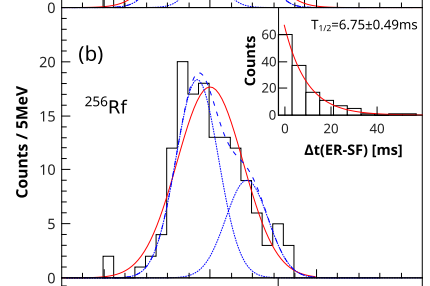 0
(b)
T1/2=6.75±0.49ms
60
40
20
0
Counts
0 20 40
Δt(ER-SF) [ms]
256Rf
20
15
10
5
0
Counts / 5MeV